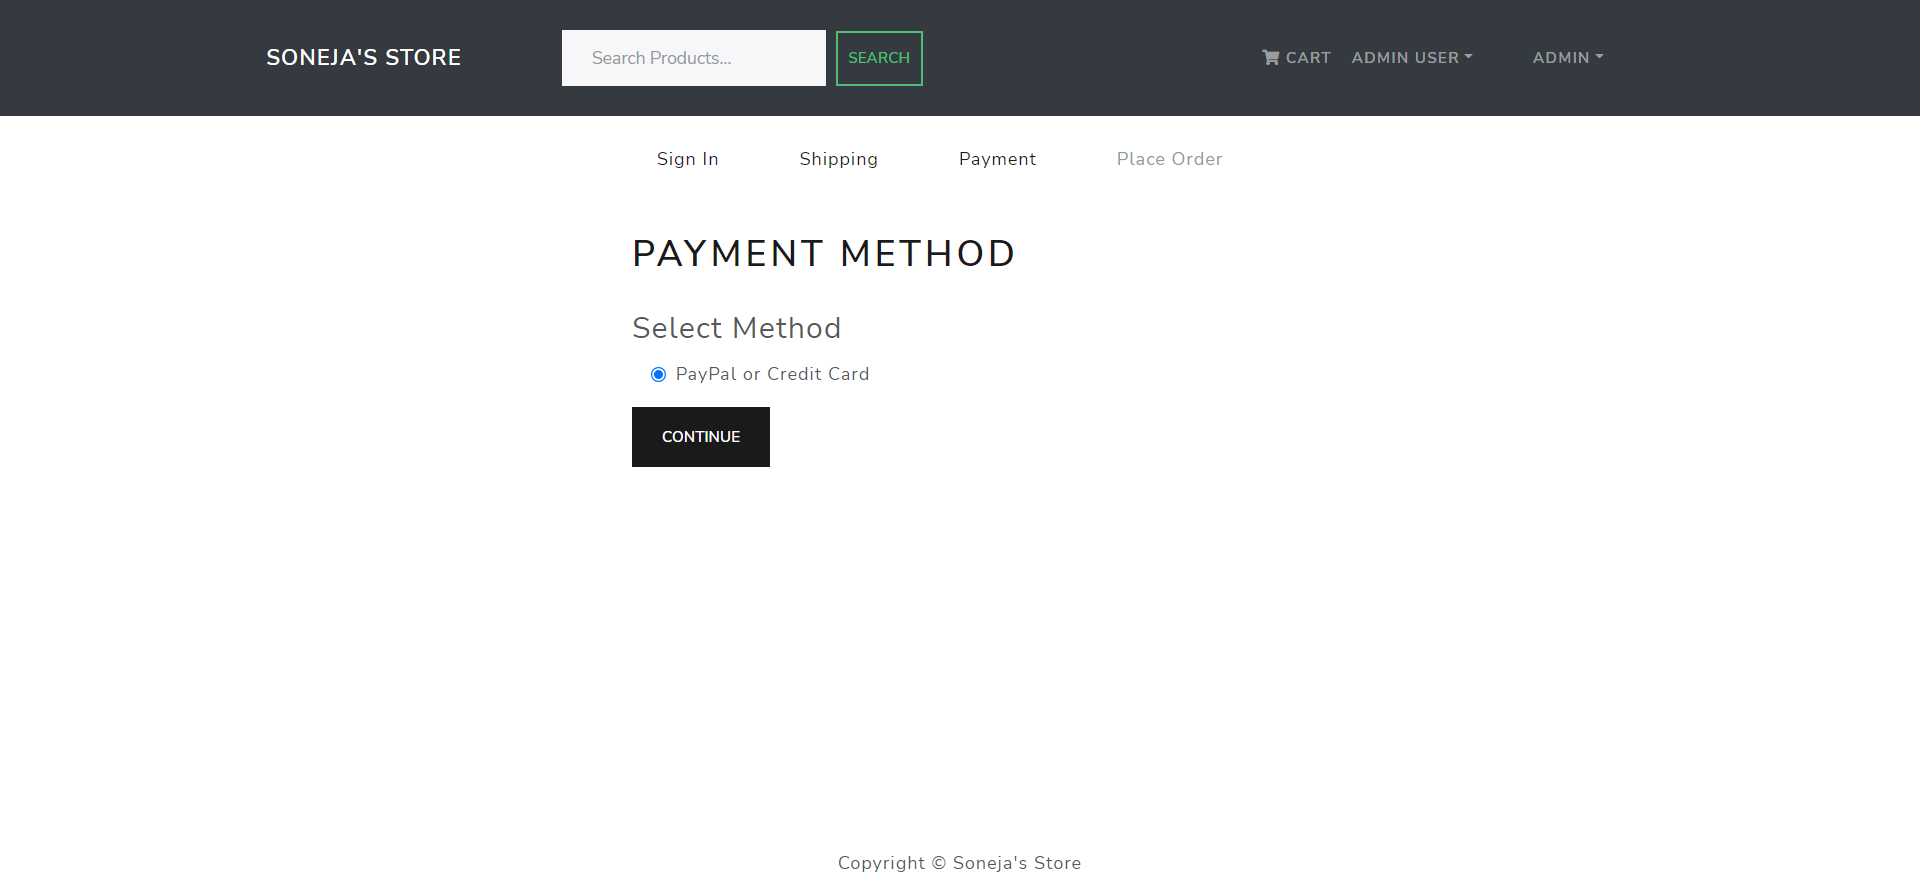 SONEJA'S STORE
Search Products...
SEARCH
CART
ADMIN USER
ADMIN
Sign In
Shipping
Payment
Place Order
PAYMENT METHOD
Select Method
PayPal or Credit Card
CONTINUE
Copyright © Soneja's Store